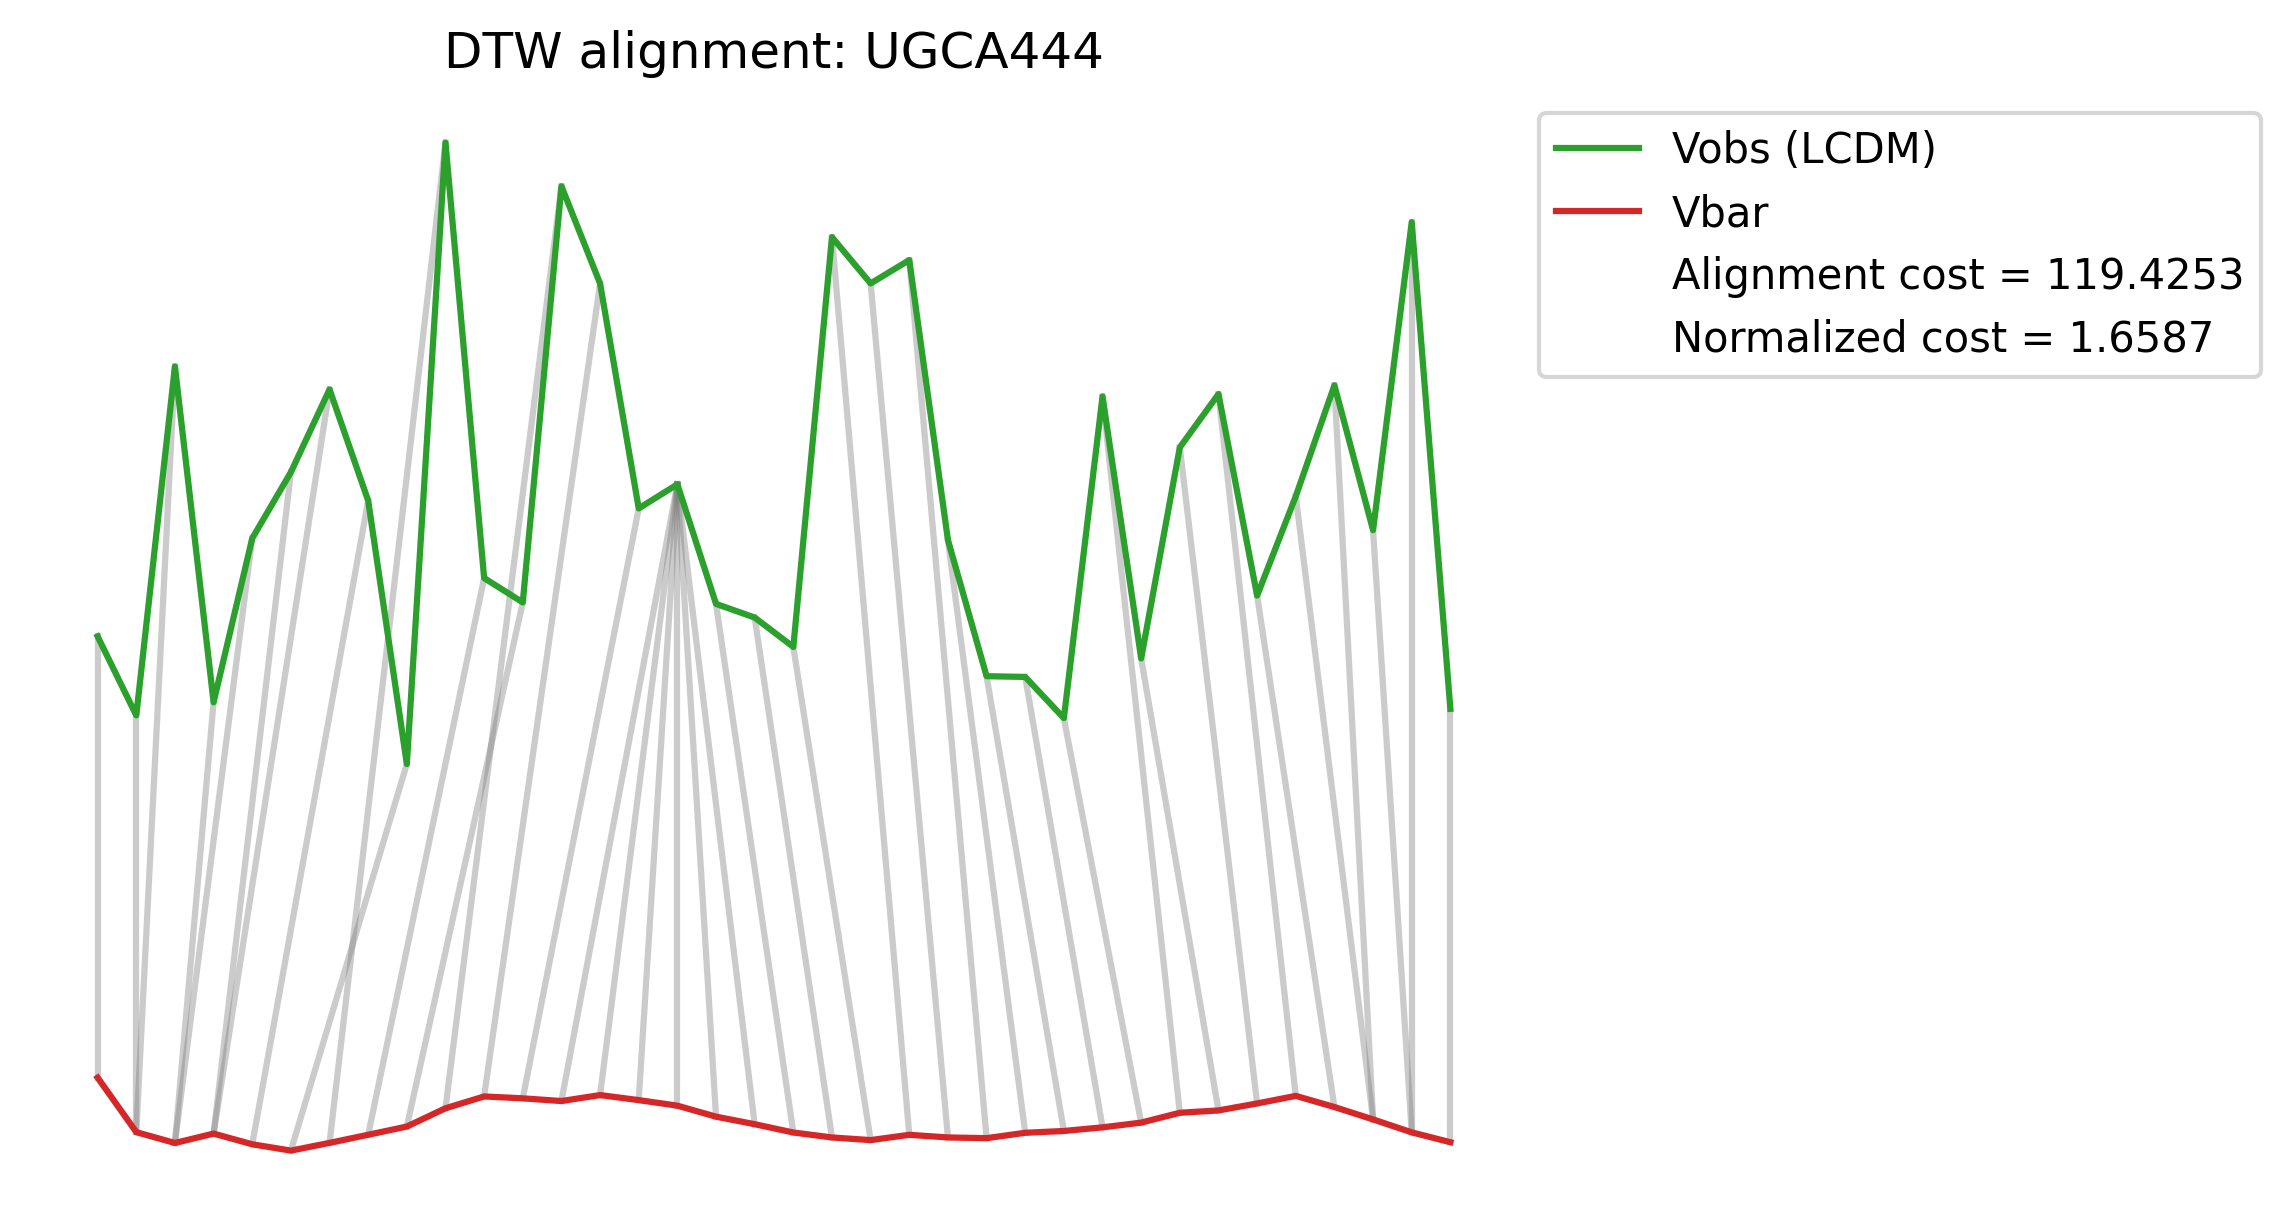 DTW alignment: UGCA444
Vobs (LCDM)
Vbar
Alignment cost = 119.4253
Normalized cost = 1.6587